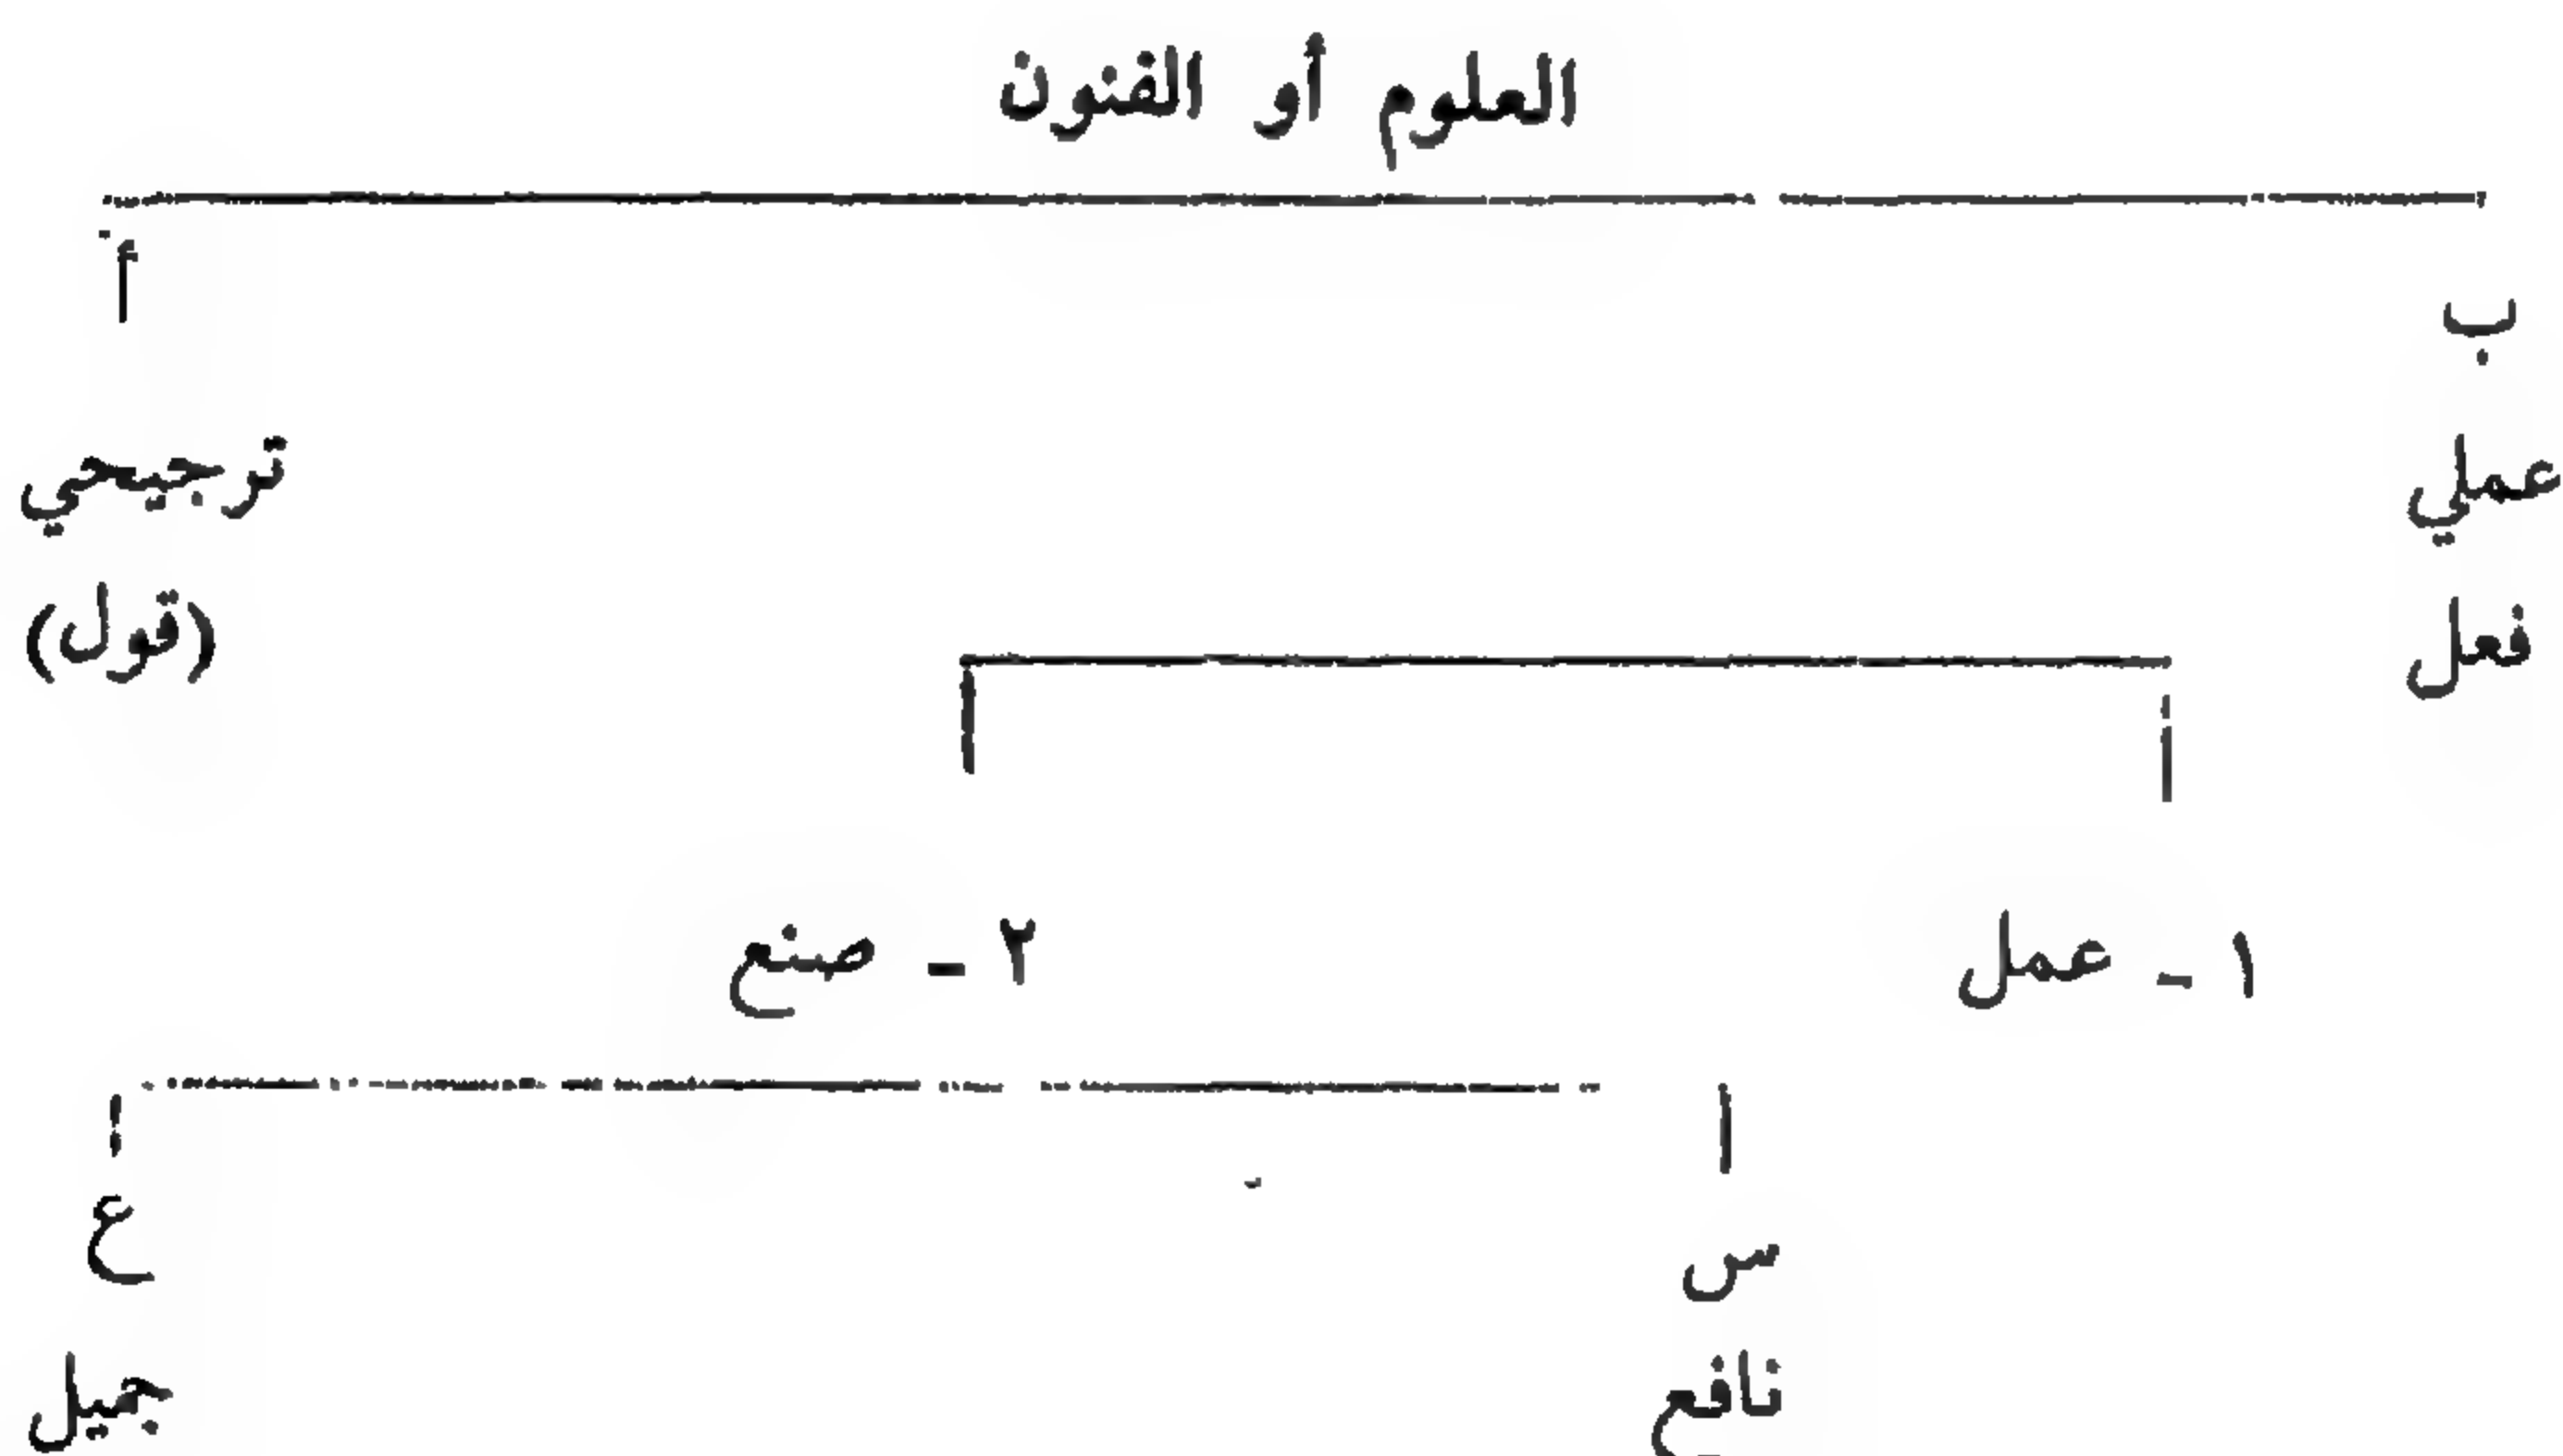 العلوم أو الفنون
ب
أ
عملي
ترجيحي
فعل
(قول)
١ - عمل
٢ - صنع
س
ع
نافع
جميل